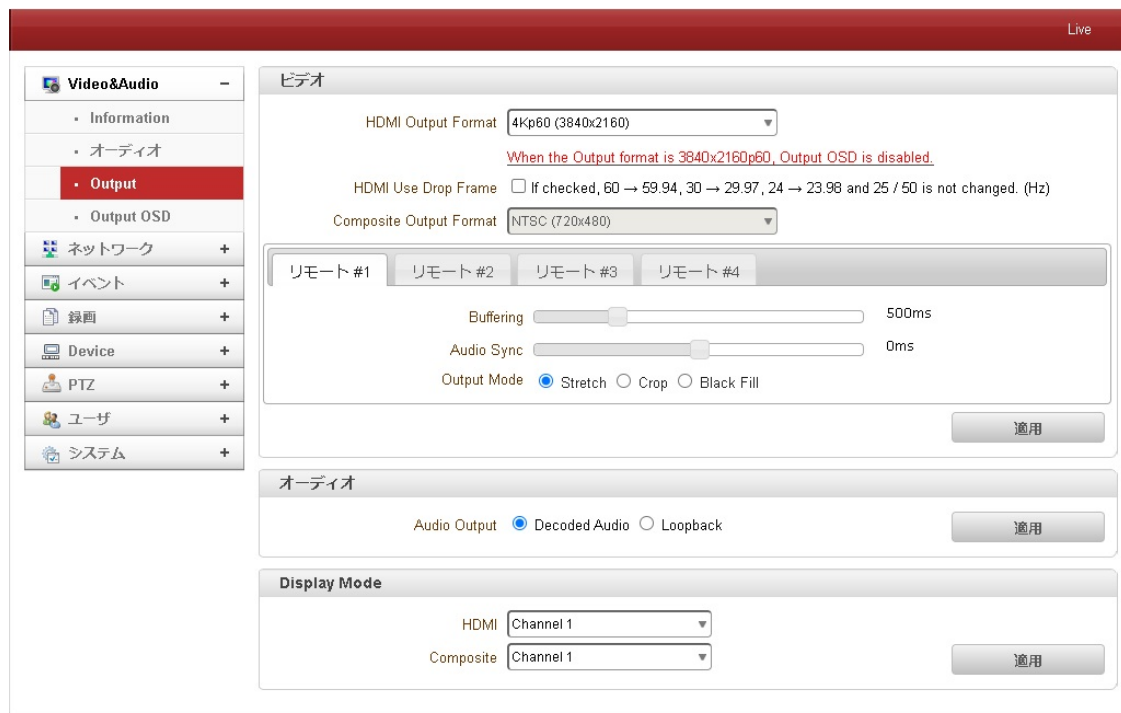 Live
Video&Audio −
Information
オーディオ
Output
Output OSD
ネットワーク +
イベント +
録画 +
Device +
PTZ +
ユーザ +
システム +
ビデオ
HDMI Output Format 4Kp60 (3840x2160)
When the Output format is 3840x2160p60, Output OSD is disabled.
HDMI Use Drop Frame If checked, 60 → 59.94, 30 → 29.97, 24 → 23.98 and 25 / 50 is not changed. (Hz)
Composite Output Format NTSC (720x480)
リモート #1 リモート #2 リモート #3 リモート #4
Buffering 500ms
Audio Sync 0ms
Output Mode Stretch Crop Black Fill
適用
オーディオ
Audio Output Decoded Audio Loopback 適用
Display Mode
HDMI Channel 1
Composite Channel 1 適用